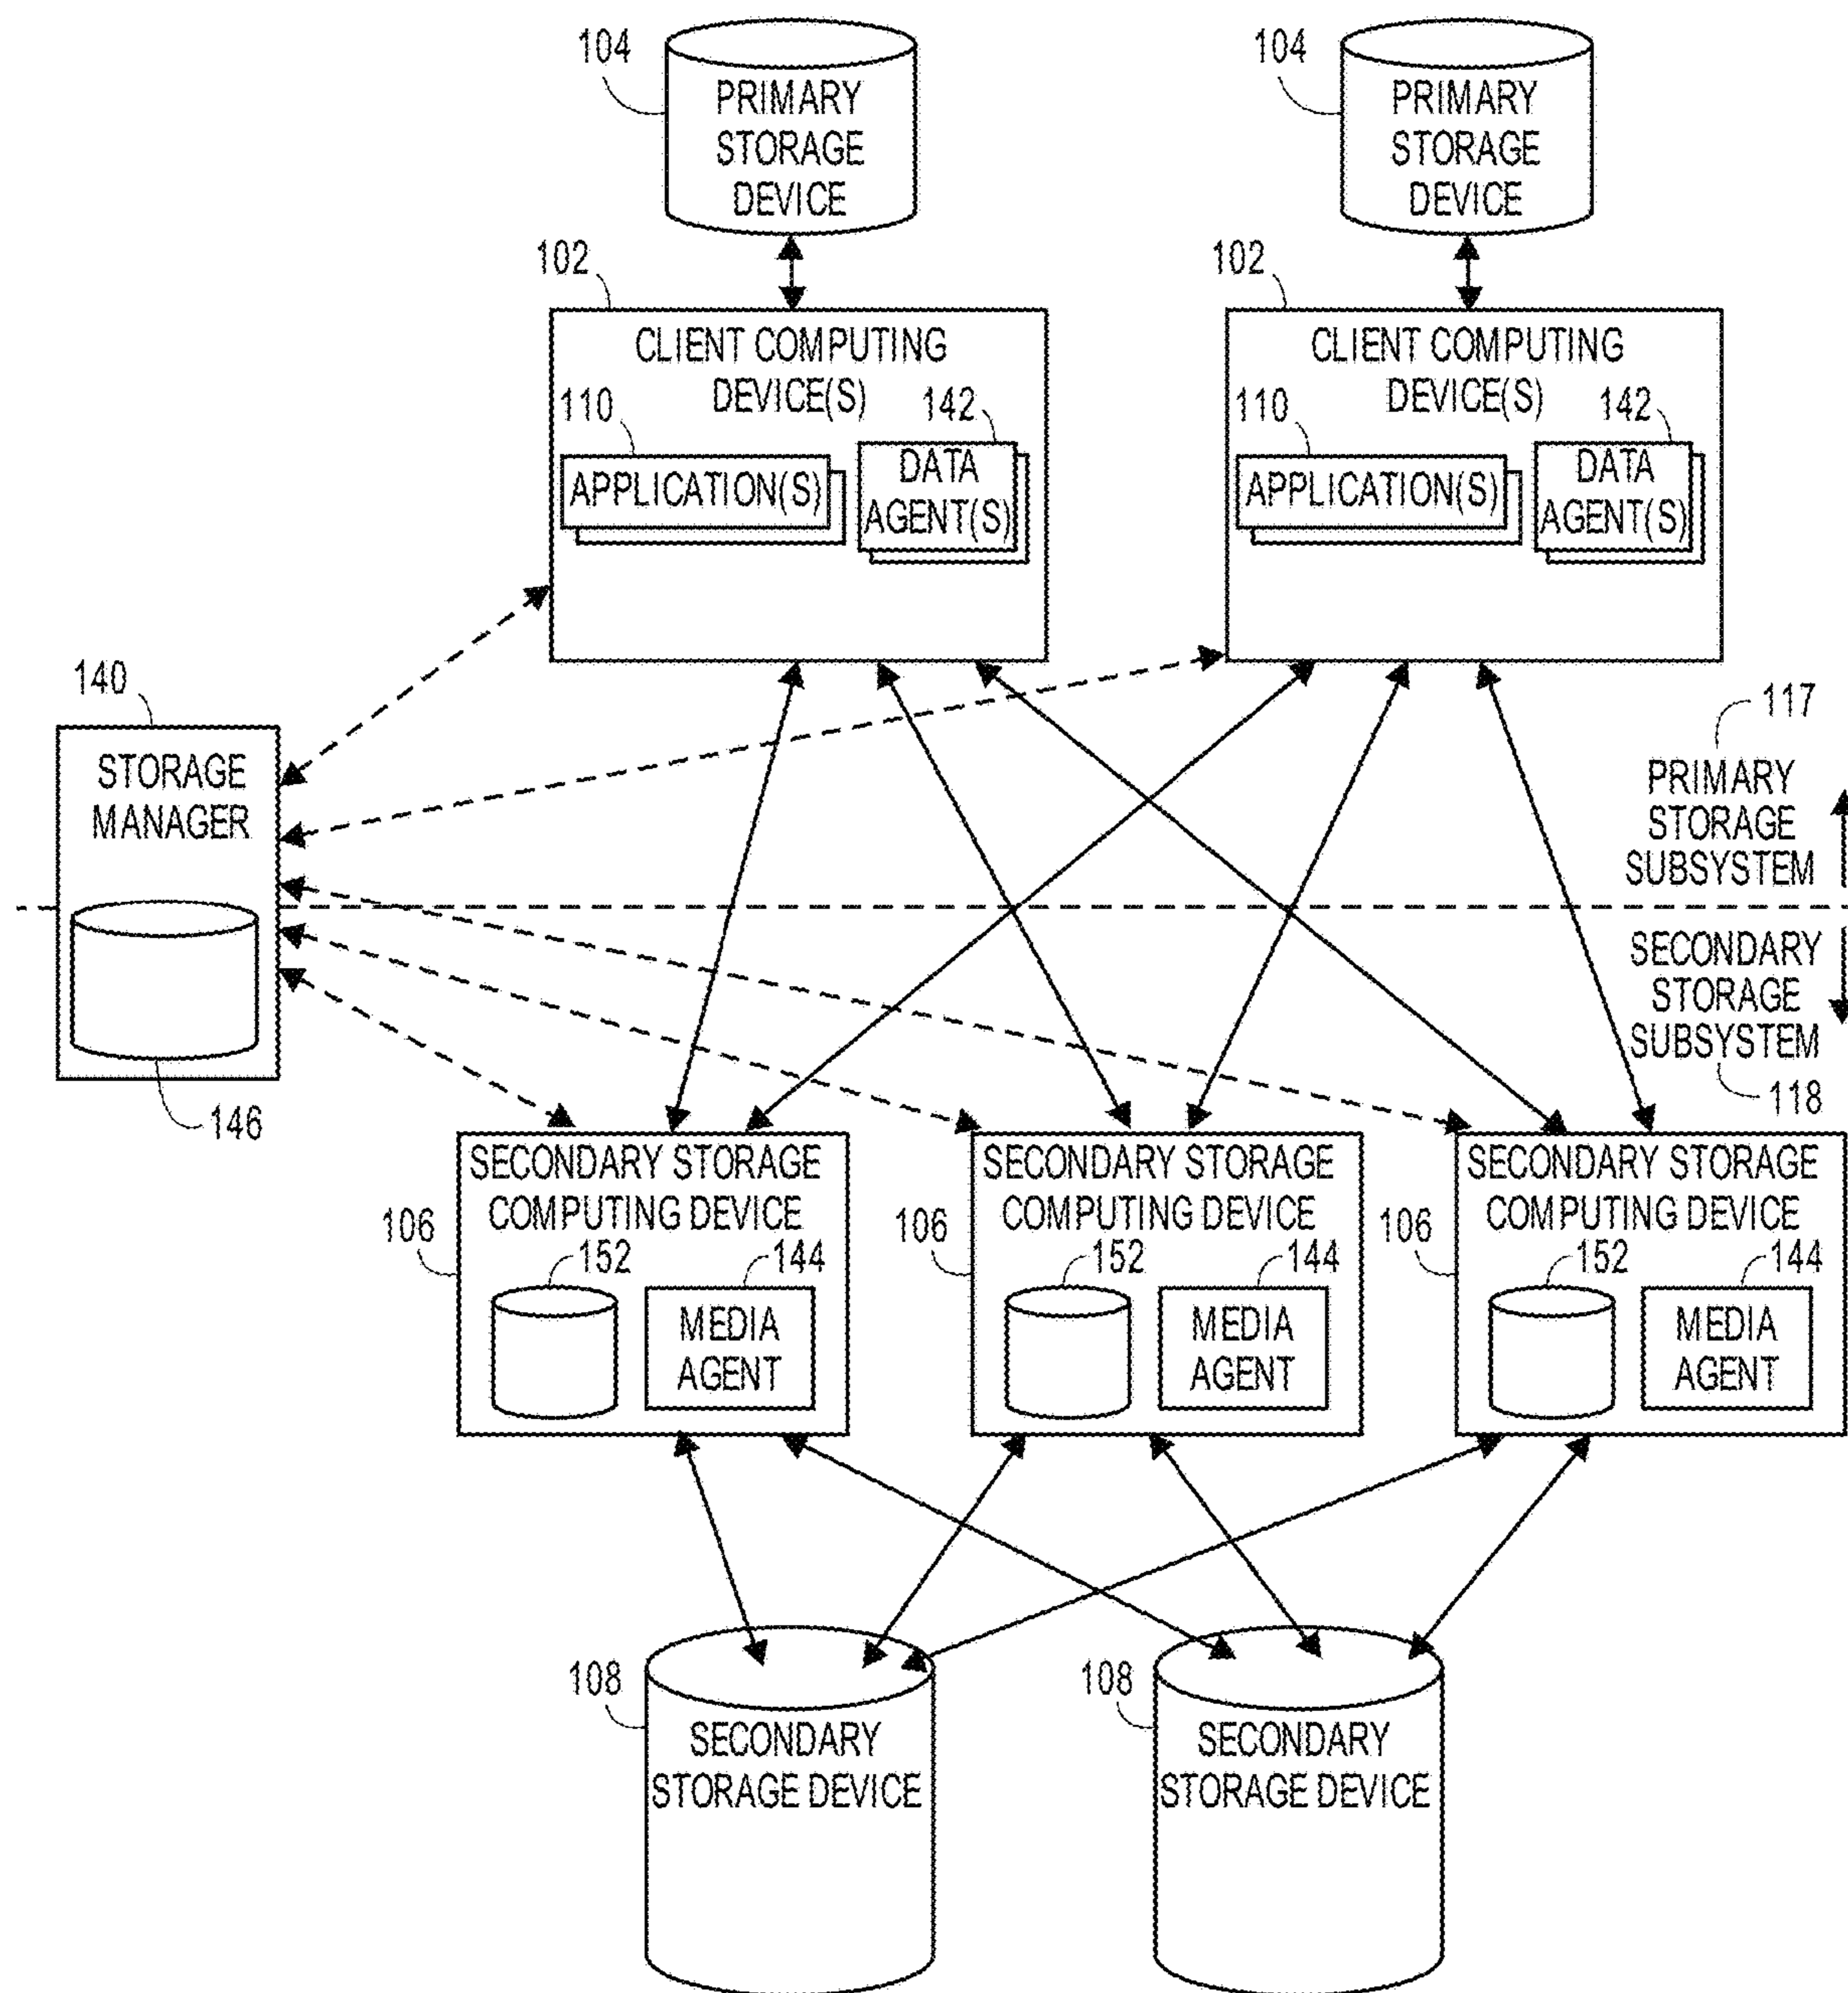 104
PRIMARY
STORAGE
DEVICE
104
PRIMARY
STORAGE
DEVICE
102
CLIENT COMPUTING
DEVICE(S)
110
APPLICATION(S)
142
DATA
AGENT(S)
102
CLIENT COMPUTING
DEVICE(S)
110
APPLICATION(S)
142
DATA
AGENT(S)
140
STORAGE
MANAGER
146
117
PRIMARY
STORAGE
SUBSYSTEM
SECONDARY
STORAGE
SUBSYSTEM
118
106
SECONDARY STORAGE
COMPUTING DEVICE
152
144
MEDIA
AGENT
106
SECONDARY STORAGE
COMPUTING DEVICE
152
144
MEDIA
AGENT
106
SECONDARY STORAGE
COMPUTING DEVICE
152
144
MEDIA
AGENT
108
SECONDARY
STORAGE DEVICE
108
SECONDARY
STORAGE DEVICE